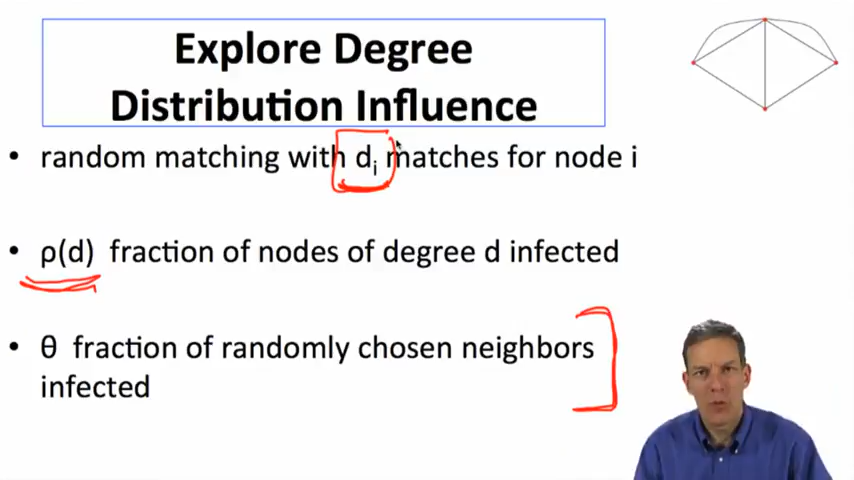 Explore Degree
Distribution Influence
• random matching with dᵢ matches for node i
• ρ(d) fraction of nodes of degree d infected
• θ fraction of randomly chosen neighbors
infected